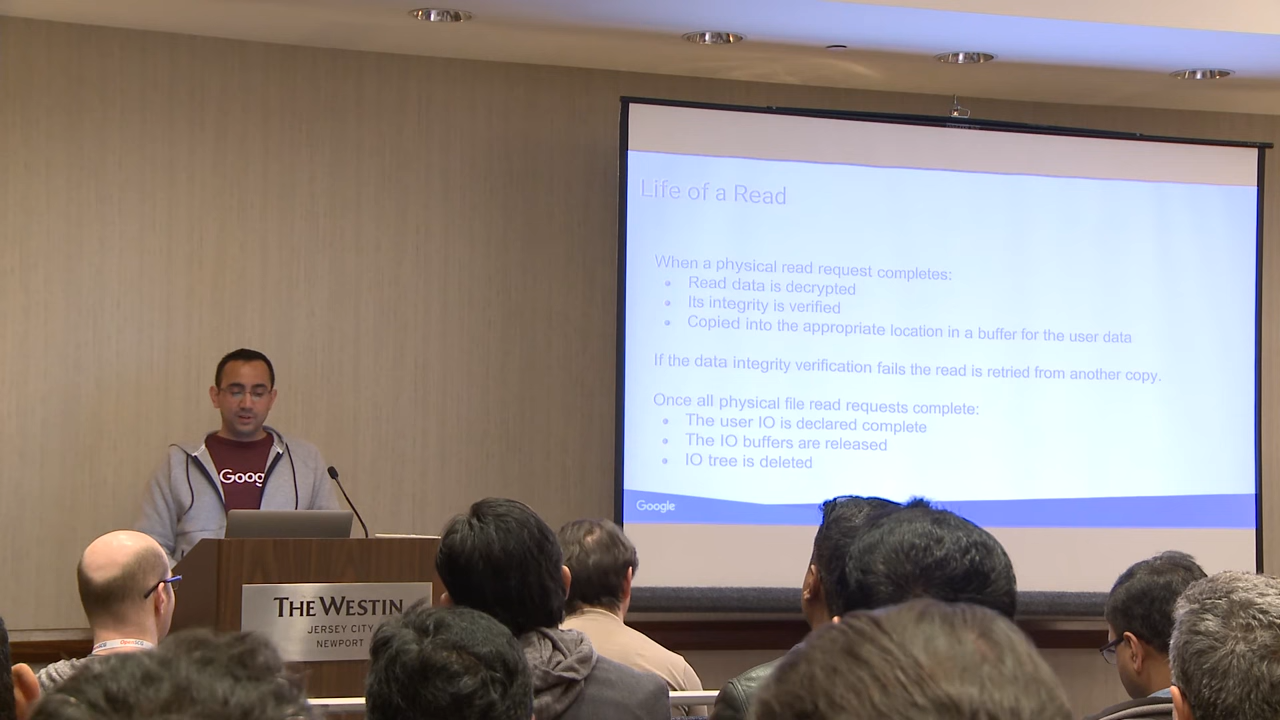 Life of a Read
When a physical read request completes:
Read data is decrypted
Its integrity is verified
Copied into the appropriate location in a buffer for the user data
If the data integrity verification fails the read is retried from another copy.
Once all physical file read requests complete:
The user IO is declared complete
The IO buffers are released
IO tree is deleted
Google
Goog
THE WESTIN
JERSEY CITY
NEWPORT